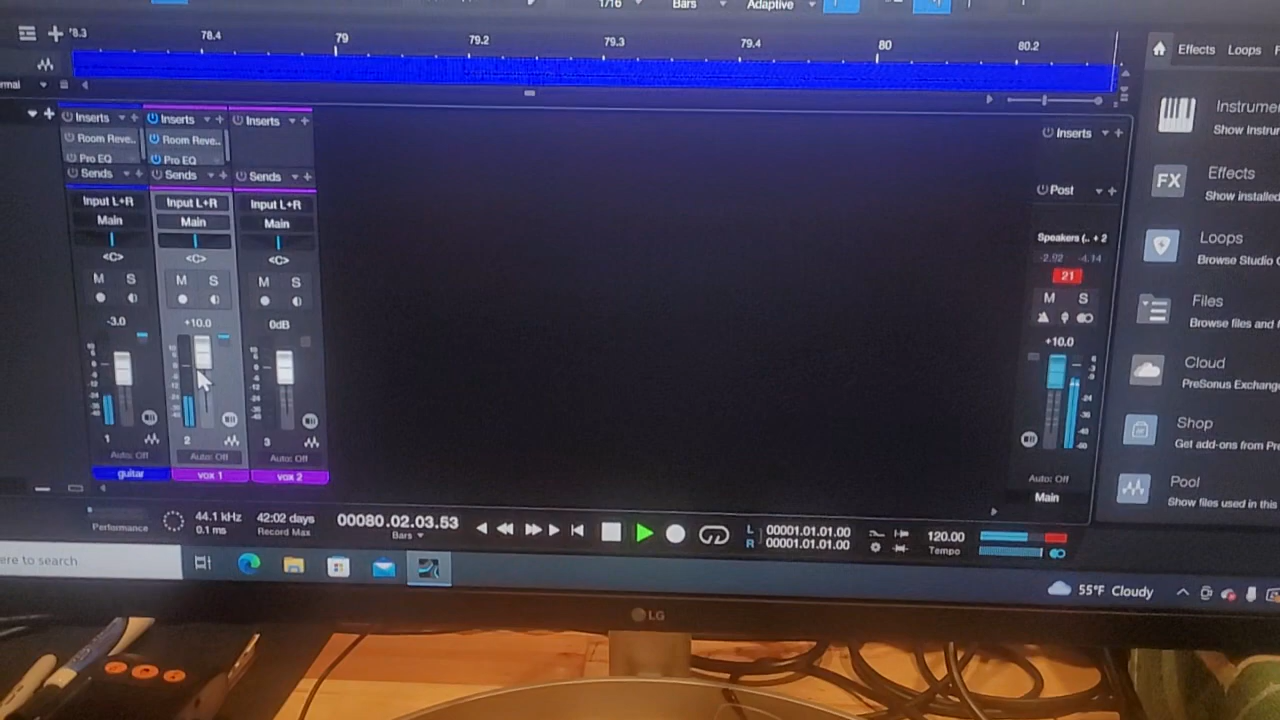 1/16 Bars Adaptive
78.3 78.4 79 79.2 79.3 79.4 80 80.2
Effects Loops
Inserts Inserts Inserts Inserts
Room Reve.. Room Reve..
Pro EQ Pro EQ
Sends Sends Sends Post
Input L+R Input L+R Input L+R
Main Main Main
Speakers (.. + 2
<C> <C> <C>
-2.92 -4.14
21
M S M S M S M S
-3.0 +10.0 0dB +10.0
1 2 3
Auto: Off Auto: Off Auto: Off Auto: Off
guitar vox 1 vox 2 Main
Instrume
Show Instru
FX Effects
Show installed
Loops
Browse Studio
Files
Browse files and
Cloud
PreSonus Exchange
Shop
Get add-ons from Pre
Pool
Show files used in this
Performance
44.1 kHz
0.1 ms
42:02 days
Record Max
00080.02.03.53
Bars
L 00001.01.01.00
R 00001.01.01.00
120.00
Tempo
ere to search
55°F Cloudy
LG